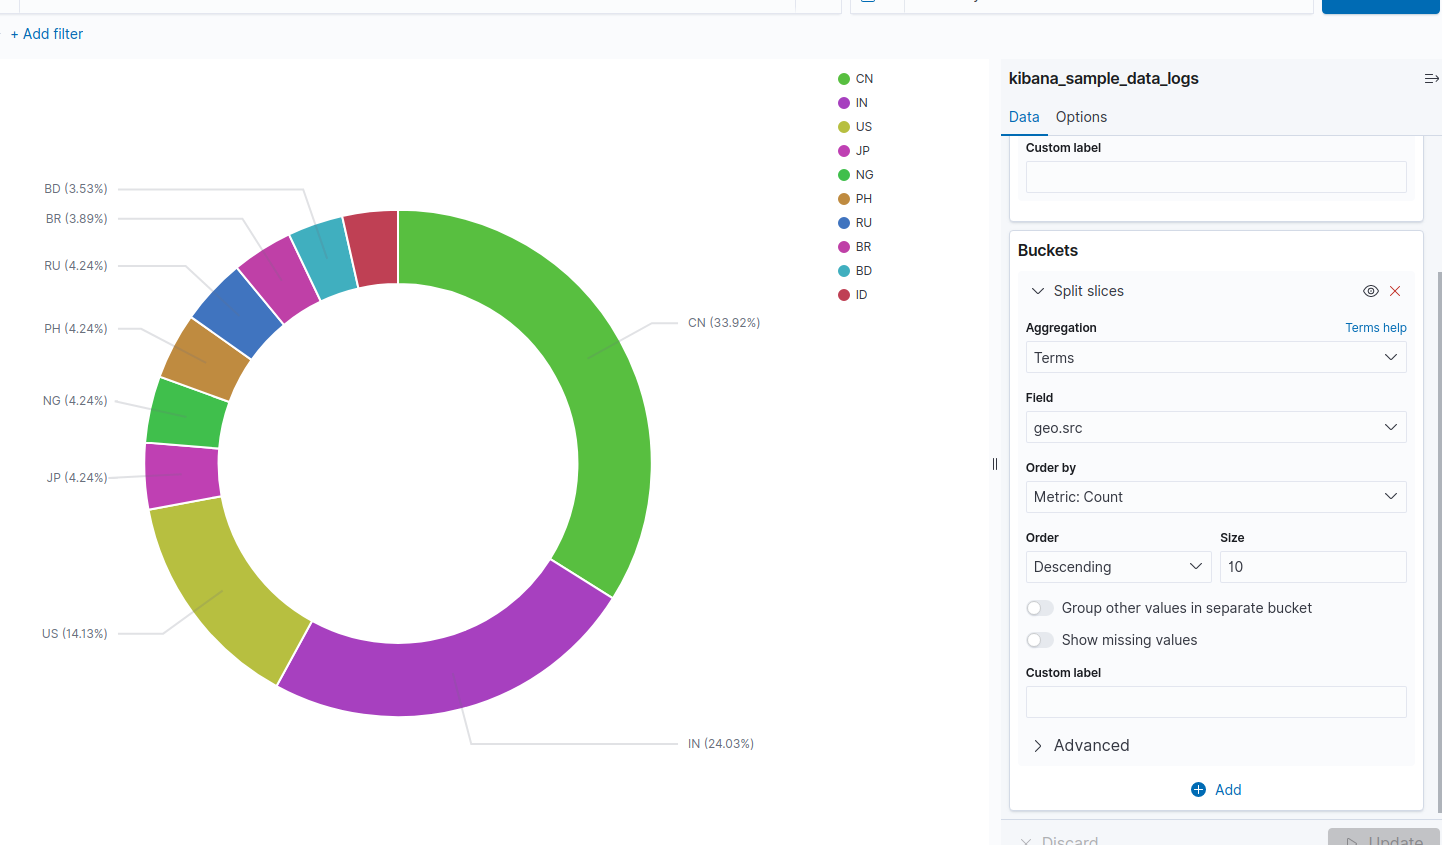 + Add filter
CN
IN
US
JP
NG
PH
RU
BR
BD
ID
BD (3.53%)
BR (3.89%)
RU (4.24%)
PH (4.24%)
NG (4.24%)
JP (4.24%)
US (14.13%)
CN (33.92%)
IN (24.03%)
kibana_sample_data_logs
Data Options
Custom label
Buckets
Split slices
Aggregation Terms help
Terms
Field
geo.src
Order by
Metric: Count
Order Size
Descending 10
Group other values in separate bucket
Show missing values
Custom label
Advanced
Add
Discard Update